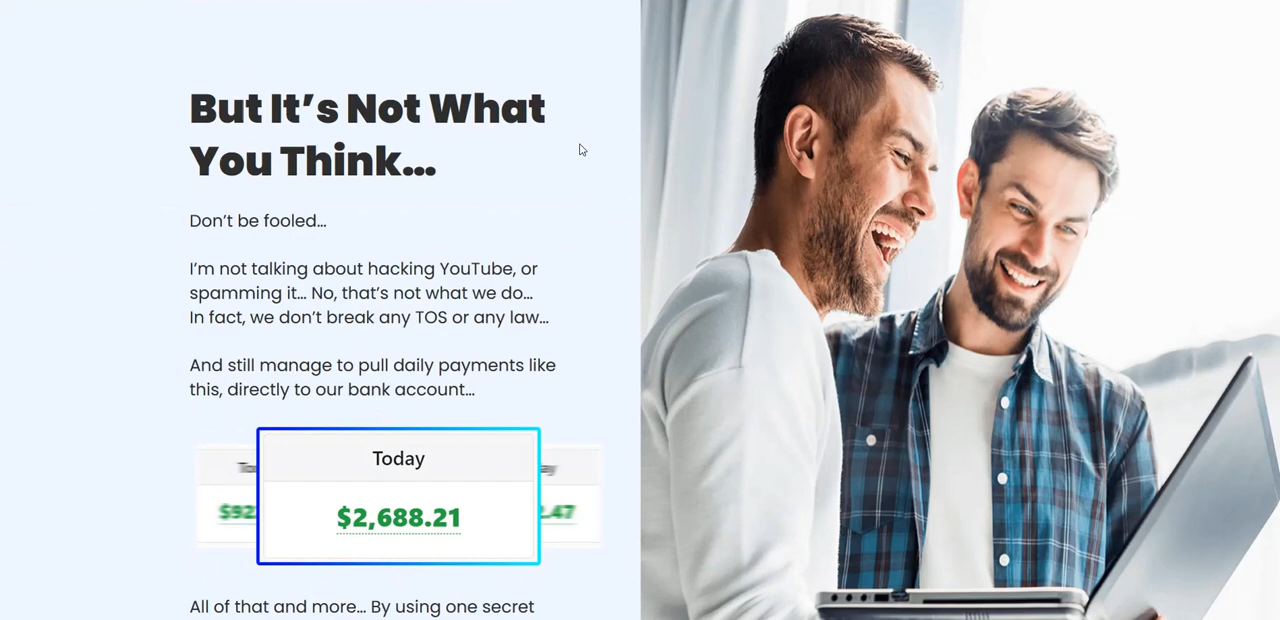 But It’s Not What
You Think...
Don’t be fooled...
I’m not talking about hacking YouTube, or
spamming it... No, that’s not what we do...
In fact, we don’t break any TOS or any law...
And still manage to pull daily payments like
this, directly to our bank account...
Today
$2,688.21
All of that and more... By using one secret